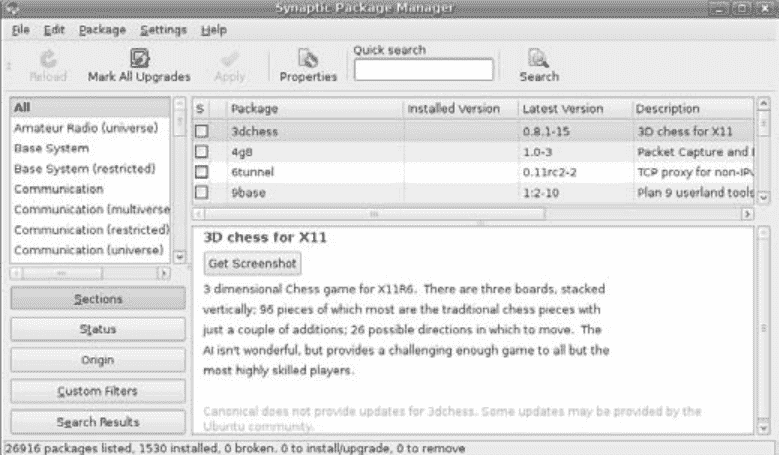 Synaptic Package Manager
File Edit Package Settings Help
Quick search
Reload Mark All Upgrades Apply Properties Search
All
Amateur Radio (universe)
Base System
Base System (restricted)
Communication
Communication (multiverse
Communication (restricted)
Communication (universe)
Sections
Status
Origin
Custom Filters
Search Results
S Package Installed Version Latest Version Description
3dchess 0.8.1-15 3D chess for X11
4g8 1.0-3 Packet Capture and I
6tunnel 0.11rc2-2 TCP proxy for non-IPv
9base 1:2-10 Plan 9 userland tools
3D chess for X11
Get Screenshot
3 dimensional Chess game for X11R6. There are three boards, stacked
vertically; 96 pieces of which most are the traditional chess pieces with
just a couple of additions; 26 possible directions in which to move. The
AI isn't wonderful, but provides a challenging enough game to all but the
most highly skilled players.
Canonical does not provide updates for 3dchess. Some updates may be provided by the
Ubuntu community.
26916 packages listed, 1530 installed, 0 broken. 0 to install/upgrade, 0 to remove